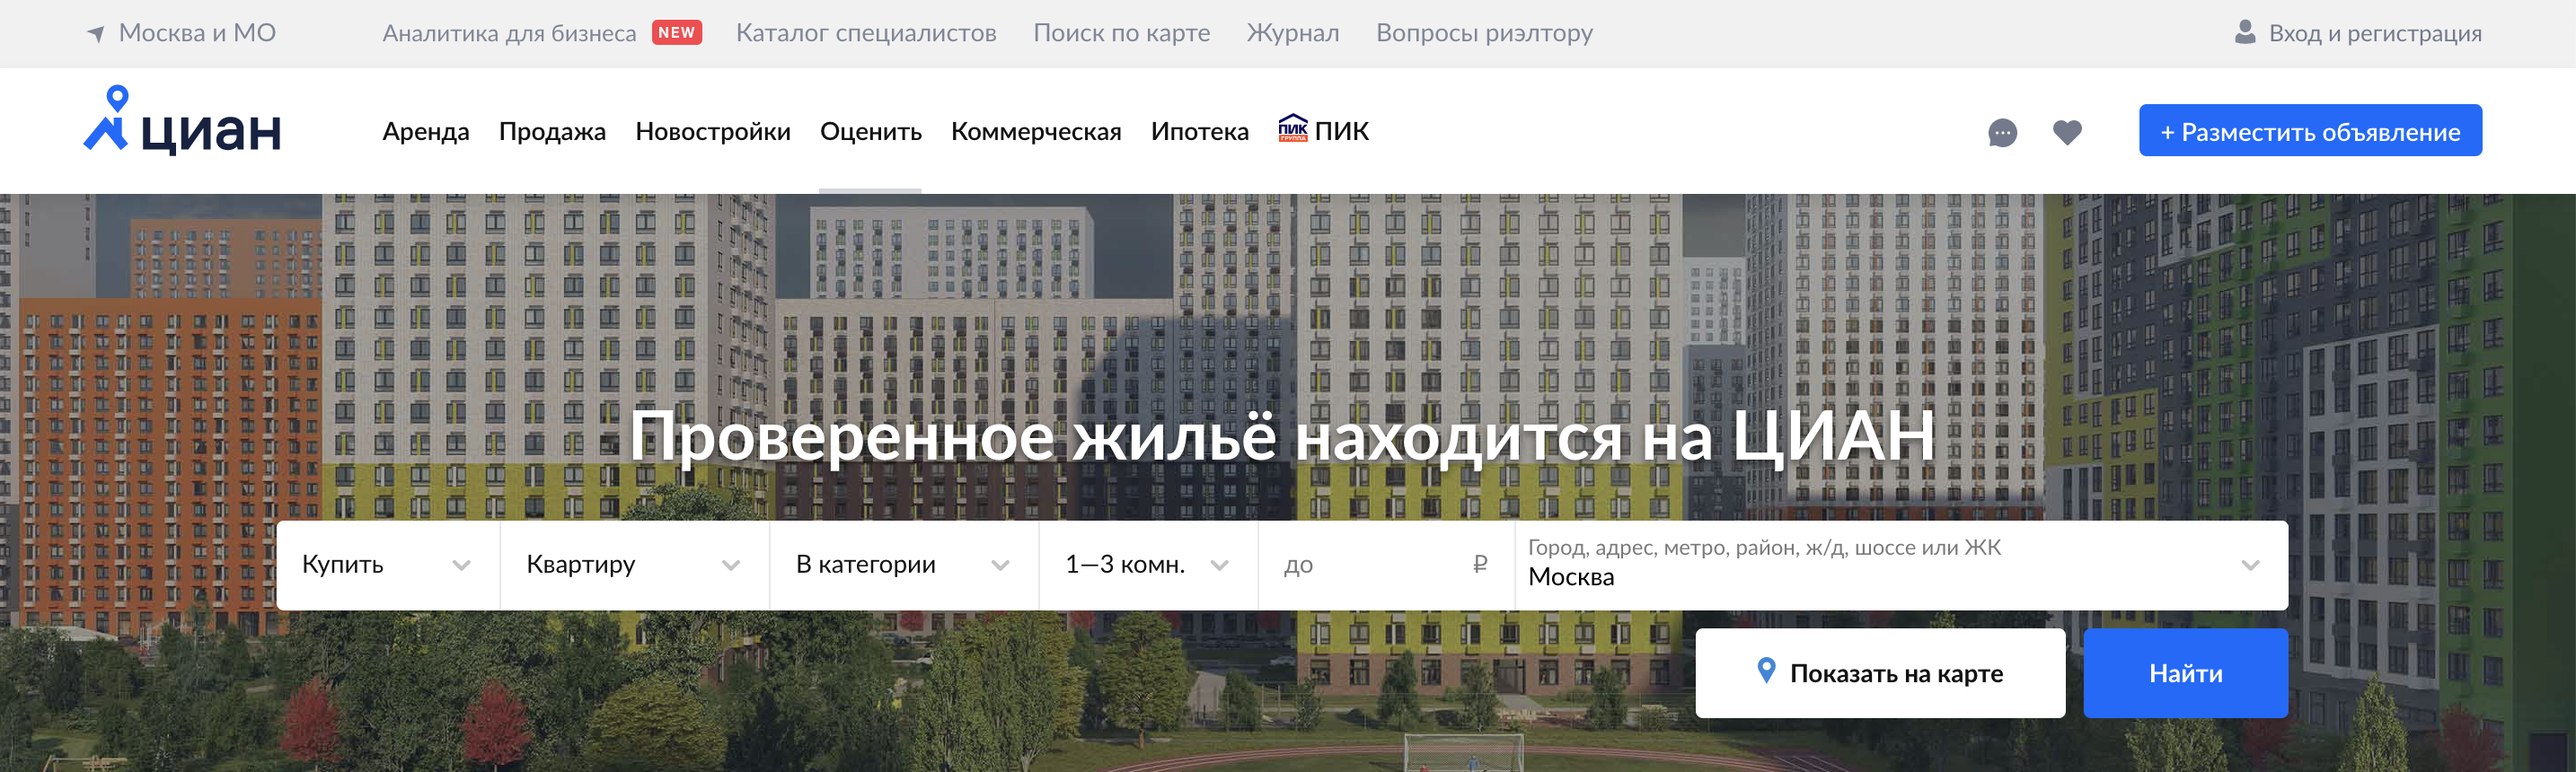 Москва и МО
Аналитика для бизнеса NEW
Каталог специалистов
Поиск по карте
Журнал
Вопросы риэлтору
Вход и регистрация
циан
Аренда
Продажа
Новостройки
Оценить
Коммерческая
Ипотека
ПИК ГРУППА ПИК
+ Разместить объявление
Проверенное жильё находится на ЦИАН
Купить
Квартиру
В категории
1—3 комн.
до ₽
Город, адрес, метро, район, ж/д, шоссе или ЖК
Москва
Показать на карте
Найти